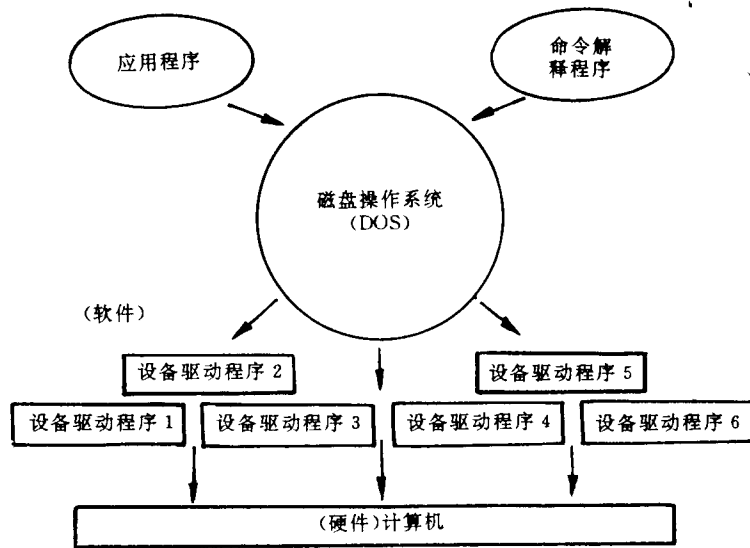 应用程序
命令解
释程序
磁盘操作系统
(DOS)
(软件)
设备驱动程序 2
设备驱动程序 5
设备驱动程序 1
设备驱动程序 3
设备驱动程序 4
设备驱动程序 6
(硬件)计算机